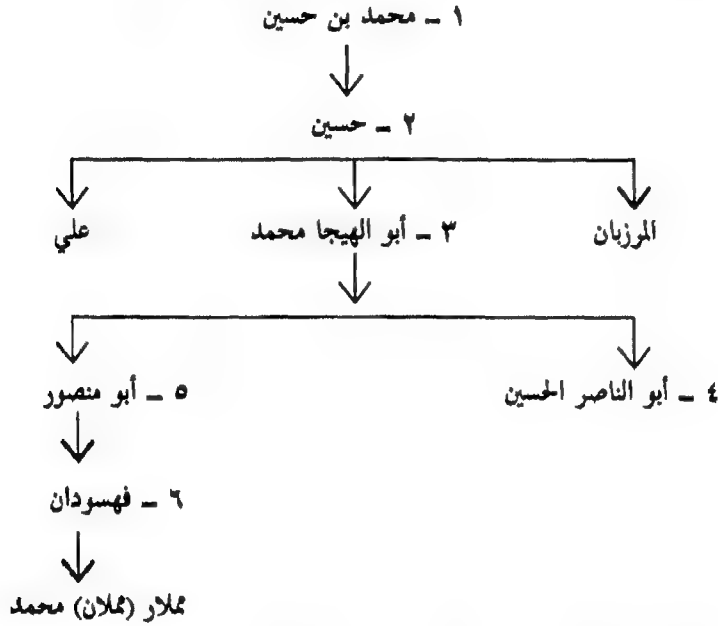 ١ ـ محمد بن حسين
٢ ـ حسين
المرزبان
٣ ـ أبو الهيجا محمد
علي
٤ ـ أبو الناصر الحسين
٥ ـ أبو منصور
٦ ـ فهسودان
مملار (مملان) محمد